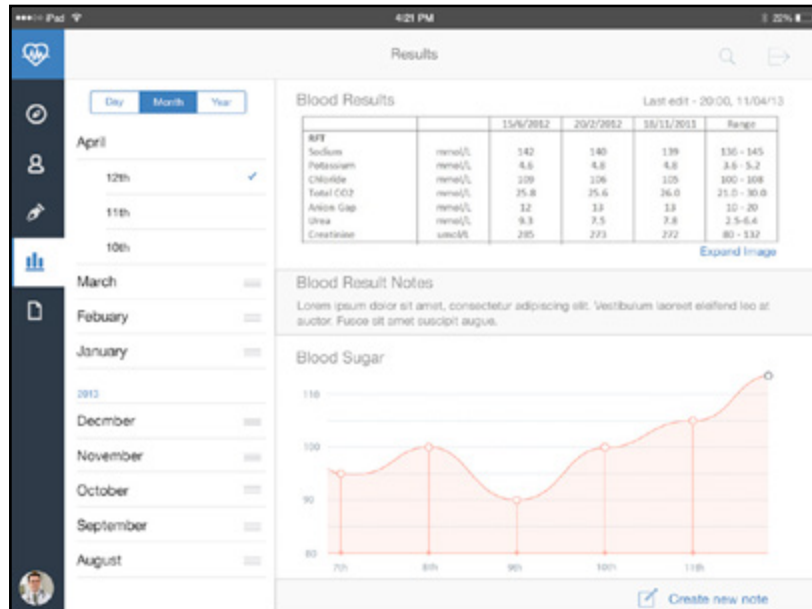 iPad 4:21 PM 22%
Results
Day Month Year
April
12th
11th
10th
March
Febuary
January
2013
Decmber
November
October
September
August
Blood Results Last edit - 20:00, 11/04/13
15/6/2012 20/2/2012 18/11/2011 Range
RFT
Sodium mmol/L 142 140 139 136 - 145
Potassium mmol/L 4.6 4.8 4.8 3.6 - 5.2
Chloride mmol/L 109 106 105 100 - 108
Total CO2 mmol/L 25.8 25.6 26.0 21.0 - 30.0
Anion Gap mmol/L 12 13 13 10 - 20
Urea mmol/L 9.3 7.5 7.8 2.5-6.4
Creatinine umol/L 285 273 272 80 - 132
Expand Image
Blood Result Notes
Lorem ipsum dolor sit amet, consectetur adipiscing elit. Vestibulum laoreet eleifend leo at
auctor. Fusce sit amet suscipit augue.
Blood Sugar
110
100
90
80
7th 8th 9th 10th 11th
Create new note